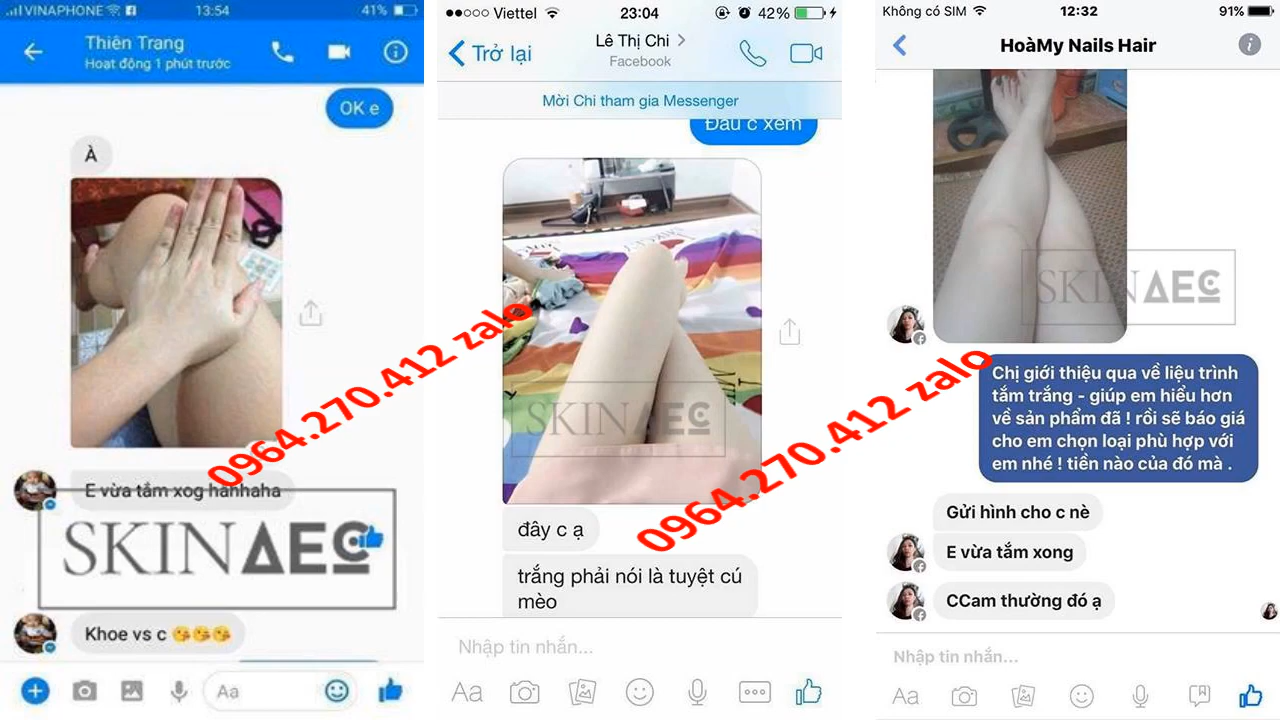 VINAPHONE
13:54
41%
Thiên Trang
Hoạt động 1 phút trước
OK e
À
E vừa tắm xog hahhaha
SKINAEC
Khoe vs c 😘😘😘
Aa
Viettel
23:04
42%
Trở lại
Lê Thị Chi
Facebook
Mời Chi tham gia Messenger
Đâu c xem
SKINAEC
đây c ạ
trắng phải nói là tuyệt cú
mèo
Nhập tin nhắn...
Aa
Không có SIM
12:32
91%
HoàMy Nails Hair
SKINAEC
Chị giới thiệu qua về liệu trình
tắm trắng - giúp em hiểu hơn
về sản phẩm đã ! rồi sẽ báo giá
cho em chọn loại phù hợp với
em nhé ! tiền nào của đó mà .
Gửi hình cho c nè
E vừa tắm xong
CCam thường đó ạ
Nhập tin nhắn...
Aa
0964.270.412 zalo
0964.270.412 zalo